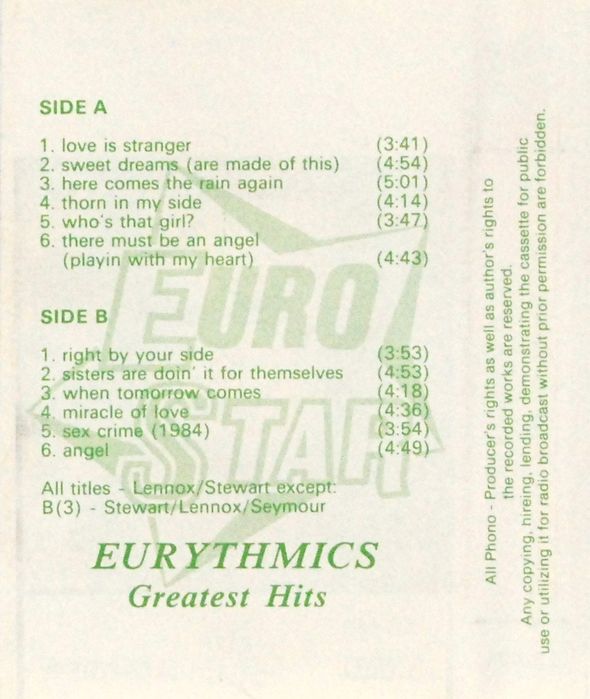 SIDE A
1. love is stranger (3:41)
2. sweet dreams (are made of this) (4:54)
3. here comes the rain again (5:01)
4. thorn in my side (4:14)
5. who's that girl? (3:47)
6. there must be an angel
(playin with my heart) (4:43)
SIDE B
1. right by your side (3:53)
2. sisters are doin' it for themselves (4:53)
3. when tomorrow comes (4:18)
4. miracle of love (4:36)
5. sex crime (1984) (3:54)
6. angel (4:49)
All titles - Lennox/Stewart except:
B(3) - Stewart/Lennox/Seymour
EURYTHMICS
Greatest Hits
EURO
STAR
All Phono - Producer's rights as well as author's rights to
the recorded works are reserved.
Any copying, hireing, lending, demonstrating the cassette for public
use or utilizing it for radio broadcast without prior permission are forbidden.